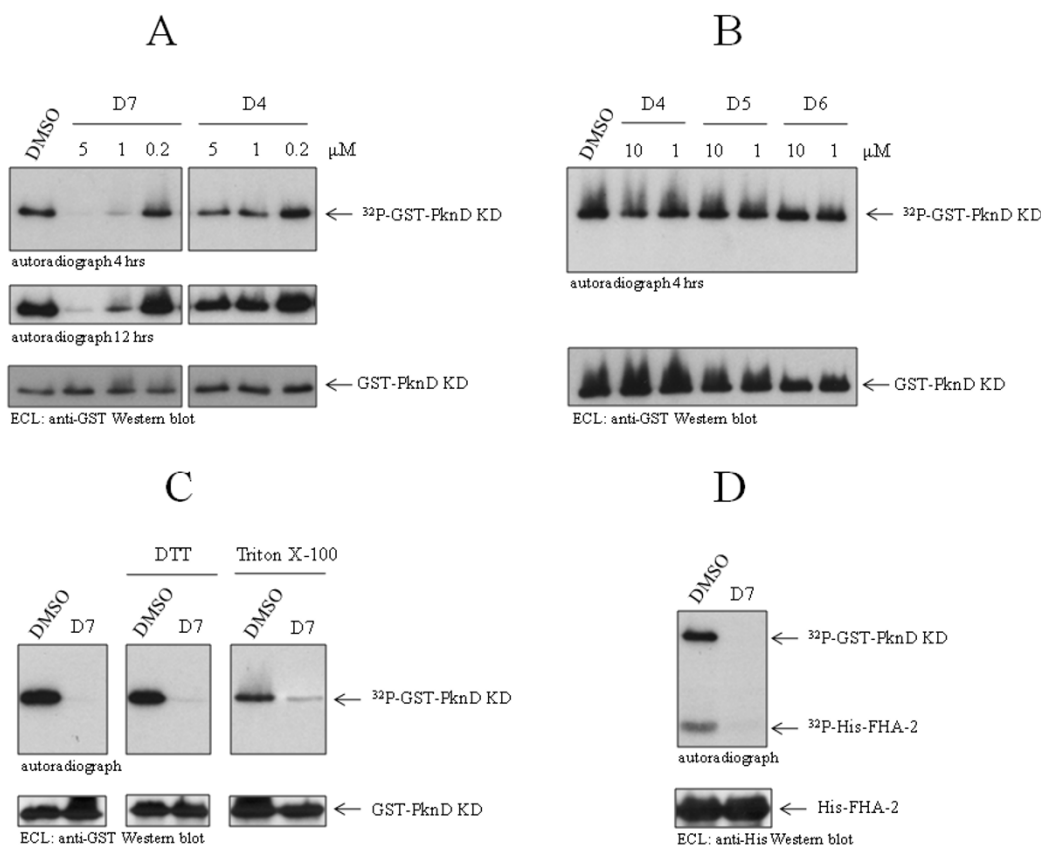 A
DMSO D7 D4
5 1 0.2 5 1 0.2 μM
³²P-GST-PknD KD
autoradiograph 4 hrs
autoradiograph 12 hrs
GST-PknD KD
ECL: anti-GST Western blot
B
DMSO D4 D5 D6
10 1 10 1 10 1 μM
³²P-GST-PknD KD
autoradiograph 4 hrs
GST-PknD KD
ECL: anti-GST Western blot
C
DTT Triton X-100
DMSO D7 DMSO D7 DMSO D7
³²P-GST-PknD KD
autoradiograph
GST-PknD KD
ECL: anti-GST Western blot
D
DMSO D7
³²P-GST-PknD KD
³²P-His-FHA-2
autoradiograph
His-FHA-2
ECL: anti-His Western blot